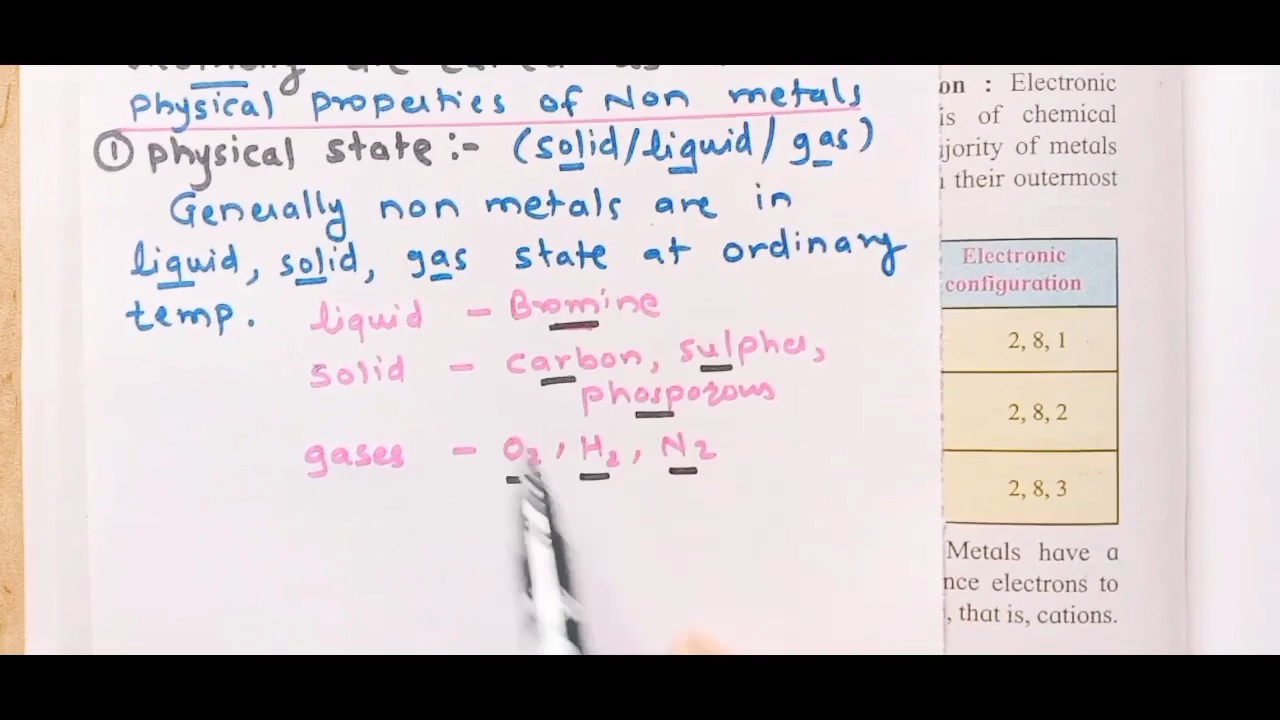 physical properties of Non metals
① physical state:- (solid/liquid/gas)
Generally non metals are in
liquid, solid, gas state at ordinary
temp.
liquid - Bromine
solid - carbon, sulpher,
phosporous
gases - O2, H2, N2
on : Electronic
is of chemical
jority of metals
their outermost
Electronic
configuration
2, 8, 1
2, 8, 2
2, 8, 3
Metals have a
nce electrons to
, that is, cations.